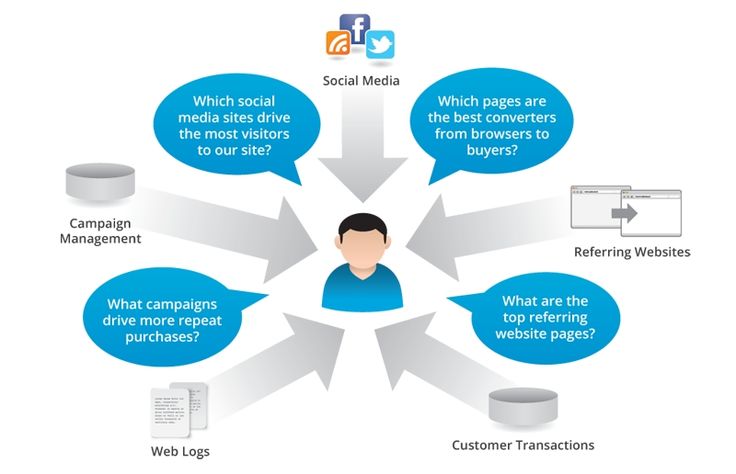 Social Media
Which social
media sites drive
the most visitors
to our site?
Which pages are
the best converters
from browsers to
buyers?
Campaign
Management
Referring Websites
What campaigns
drive more repeat
purchases?
What are the
top referring
website pages?
Web Logs
Customer Transactions